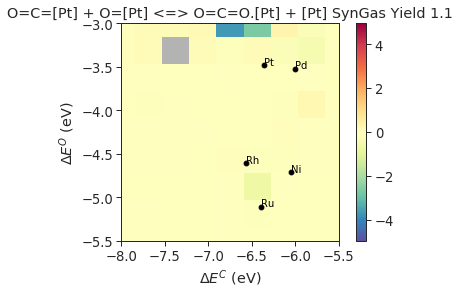 O=C=[Pt] + O=[Pt] <=> O=C=O.[Pt] + [Pt] SynGas Yield 1.1
−3.0
−3.5
−4.0
−4.5
−5.0
−5.5
ΔE^O (eV)
Pt
Pd
Rh
Ni
Ru
4
2
0
−2
−4
−8.0 −7.5 −7.0 −6.5 −6.0 −5.5
ΔE^C (eV)